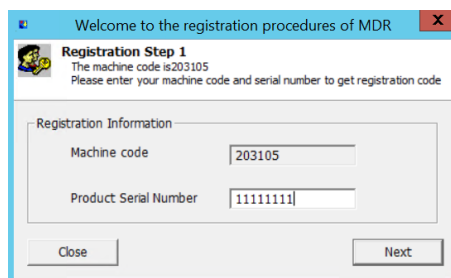 Welcome to the registration procedures of MDR
X
Registration Step 1
The machine code is203105
Please enter your machine code and serial number to get registration code
Registration Information
Machine code
203105
Product Serial Number
11111111
Close
Next